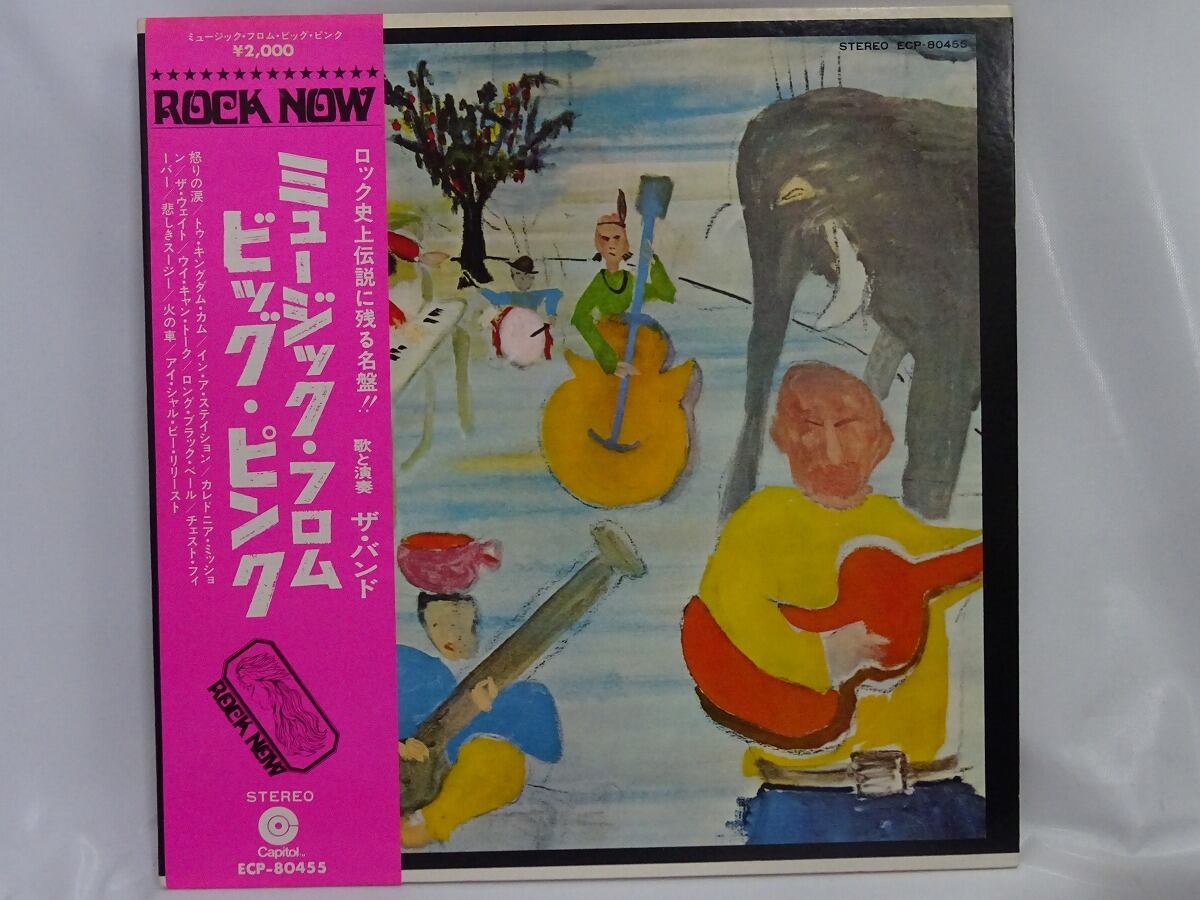 ミュージック・フロム・ビッグ・ピンク
¥2,000
★★★★★★★★★★★★★★
ROCK NOW
ロック史上伝説に残る名盤!! 歌と演奏 ザ・バンド
ミュージック・フロム
ビッグ・ピンク
怒りの涙/トゥ・キングダム・カム/イン・ア・ステイション/カレドニア・ミッショ
ン/ザ・ウェイト/ウイ・キャン・トーク/ロング・ブラック・ベール/チェスト・フィ
ーバー/悲しきスージー/火の車/アイ・シャル・ビー・リリースト
ROCK NOW
STEREO
Capitol
ECP-80455
STEREO ECP-80455